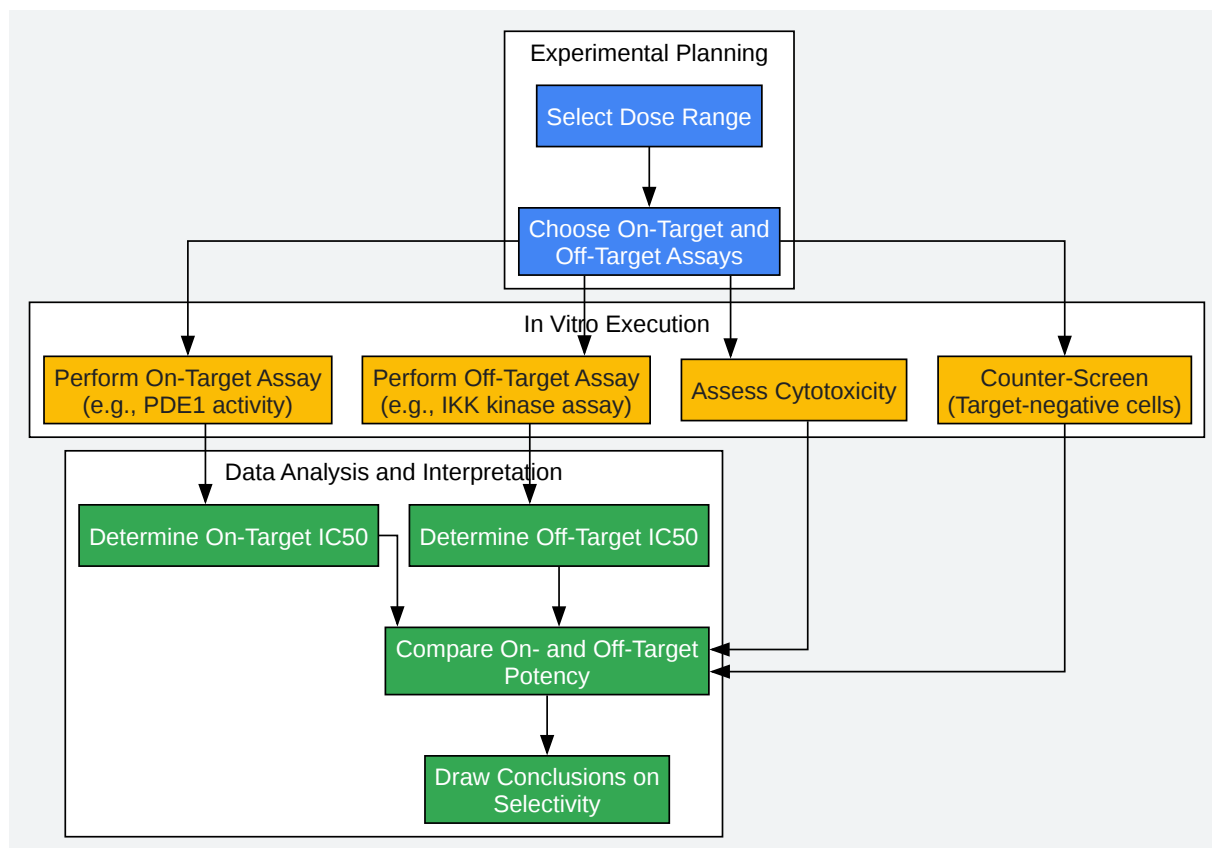 Experimental Planning
Select Dose Range
Choose On-Target and
Off-Target Assays
In Vitro Execution
Perform On-Target Assay
(e.g., PDE1 activity)
Perform Off-Target Assay
(e.g., IKK kinase assay)
Assess Cytotoxicity
Counter-Screen
(Target-negative cells)
Data Analysis and Interpretation
Determine On-Target IC50
Determine Off-Target IC50
Compare On- and Off-Target
Potency
Draw Conclusions on
Selectivity